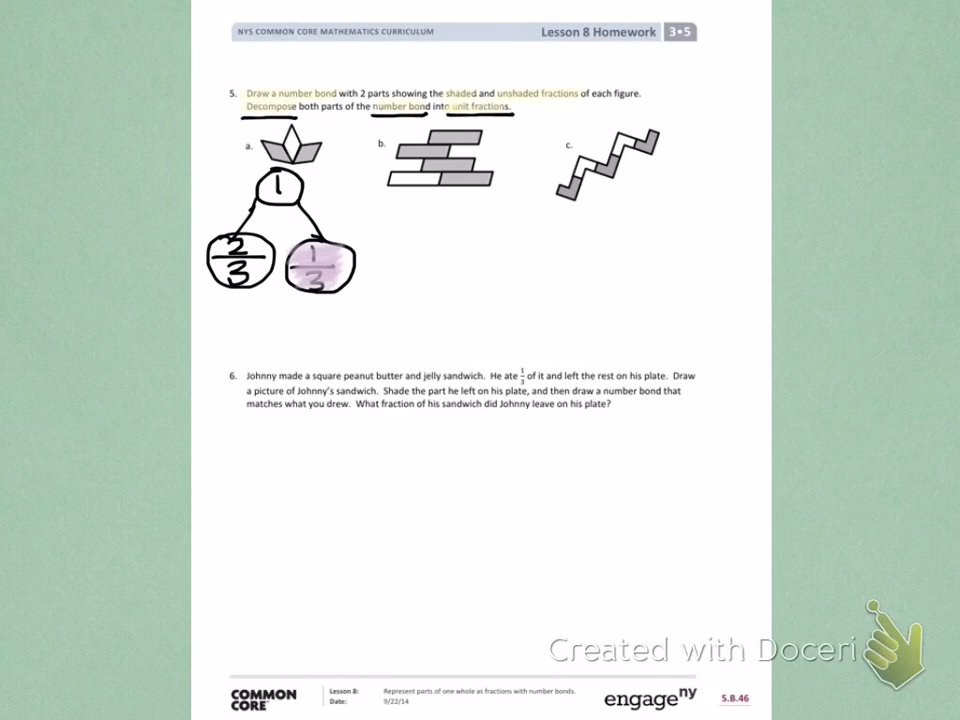 NYS COMMON CORE MATHEMATICS CURRICULUM
Lesson 8 Homework 3•5
5. Draw a number bond with 2 parts showing the shaded and unshaded fractions of each figure.
Decompose both parts of the number bond into unit fractions.
a.
b.
c.
1
2/3
1/3
6. Johnny made a square peanut butter and jelly sandwich. He ate 1/3 of it and left the rest on his plate. Draw
a picture of Johnny's sandwich. Shade the part he left on his plate, and then draw a number bond that
matches what you drew. What fraction of his sandwich did Johnny leave on his plate?
Created with Doceri
COMMON
CORE
Lesson 8: Represent parts of one whole as fractions with number bonds.
Date: 9/22/14
engage ny
5.B.46